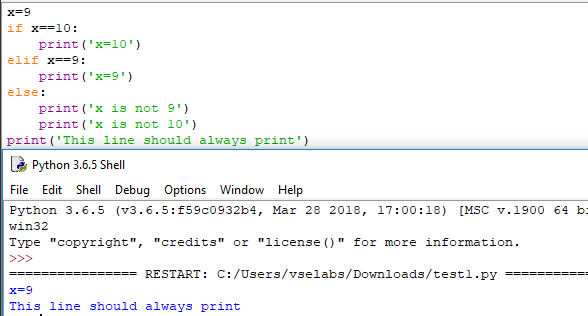 x=9
if x==10:
    print('x=10')
elif x==9:
    print('x=9')
else:
    print('x is not 9')
    print('x is not 10')
print('This line should always print')
Python 3.6.5 Shell
File Edit Shell Debug Options Window Help
Python 3.6.5 (v3.6.5:f59c0932b4, Mar 28 2018, 17:00:18) [MSC v.1900 64 bi
win32
Type "copyright", "credits" or "license()" for more information.
>>>
================ RESTART: C:/Users/vselabs/Downloads/test1.py ===========
x=9
This line should always print